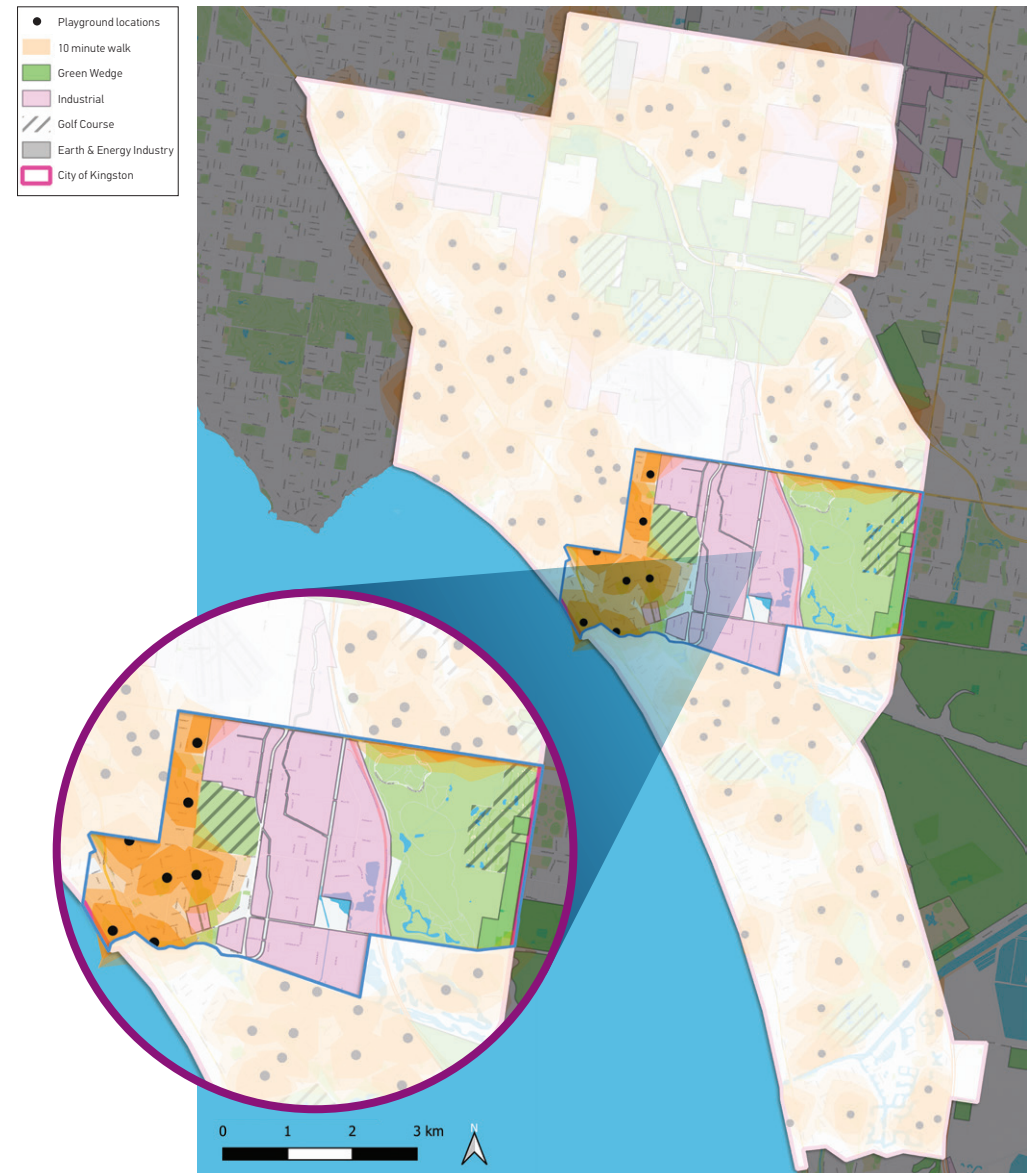 Playground locations
10 minute walk
Green Wedge
Industrial
Golf Course
Earth & Energy Industry
City of Kingston
0 1 2 3 km
N